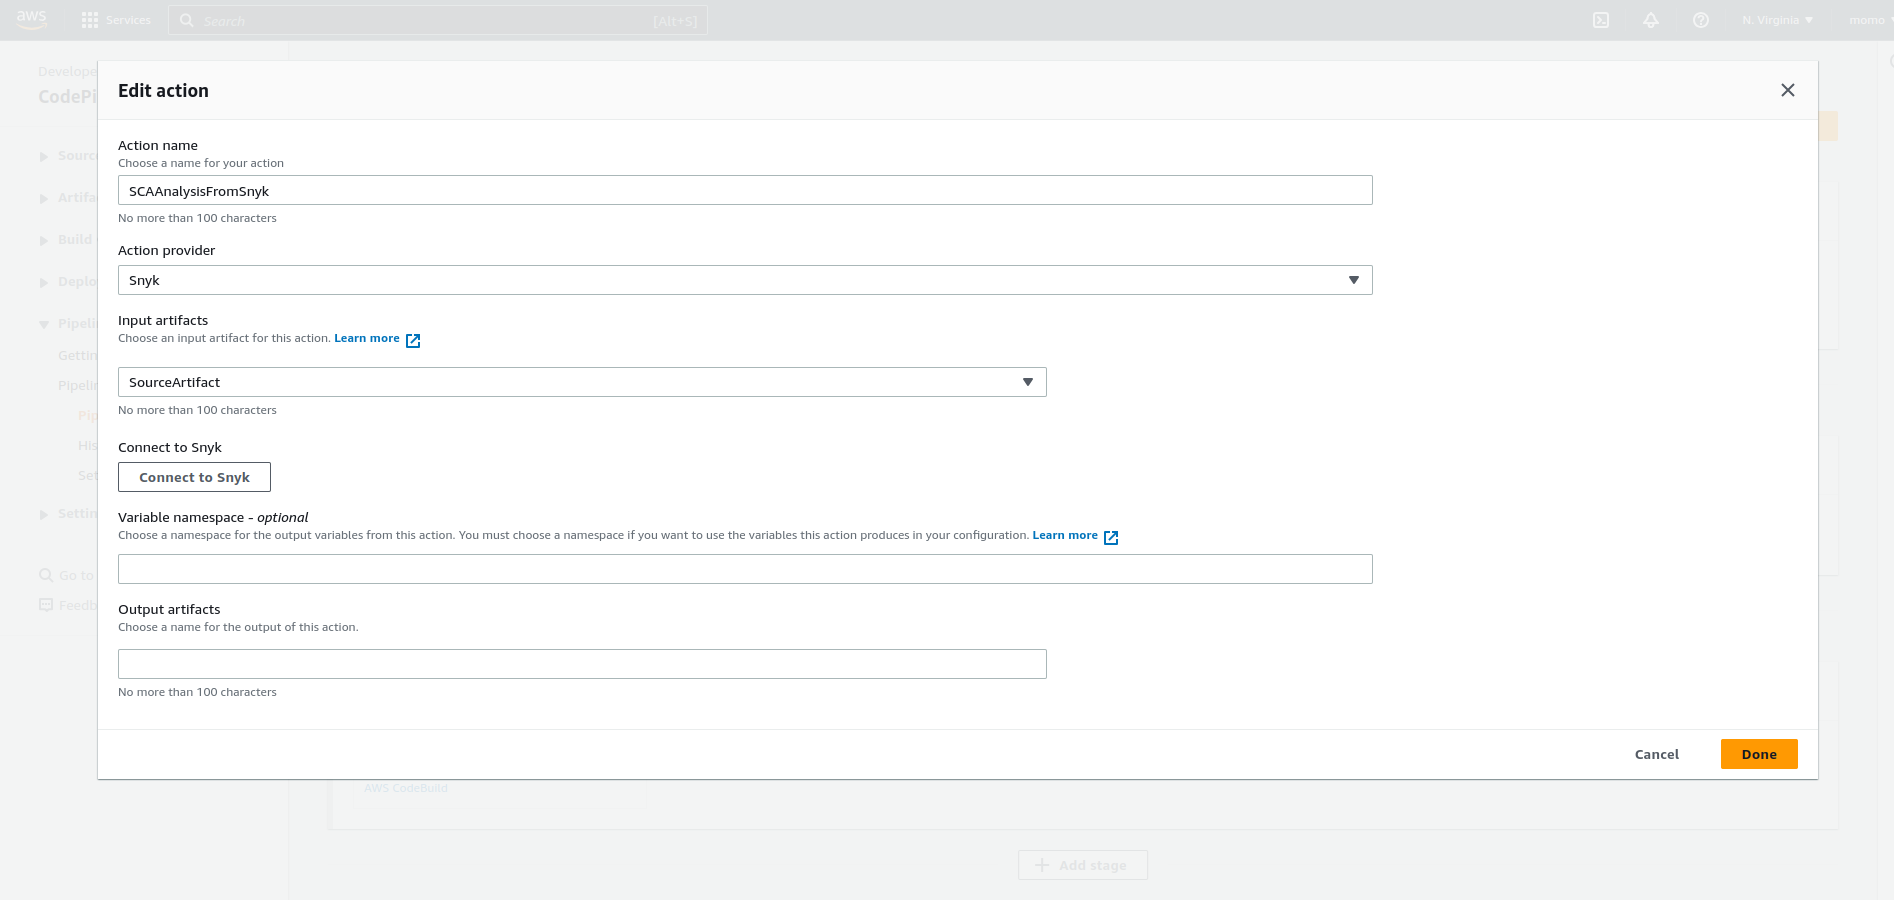 aws
Services
Search
[Alt+S]
N. Virginia
momo
Develope
CodePi
Source
Artifa
Build
Deplo
Pipelin
Gettin
Pipelin
Pip
His
Set
Settin
Go to
Feedb
Edit action
Action name
Choose a name for your action
SCAAnalysisFromSnyk
No more than 100 characters
Action provider
Snyk
Input artifacts
Choose an input artifact for this action. Learn more
SourceArtifact
No more than 100 characters
Connect to Snyk
Connect to Snyk
Variable namespace - optional
Choose a namespace for the output variables from this action. You must choose a namespace if you want to use the variables this action produces in your configuration. Learn more
Output artifacts
Choose a name for the output of this action.
No more than 100 characters
Cancel
Done
AWS CodeBuild
Add stage